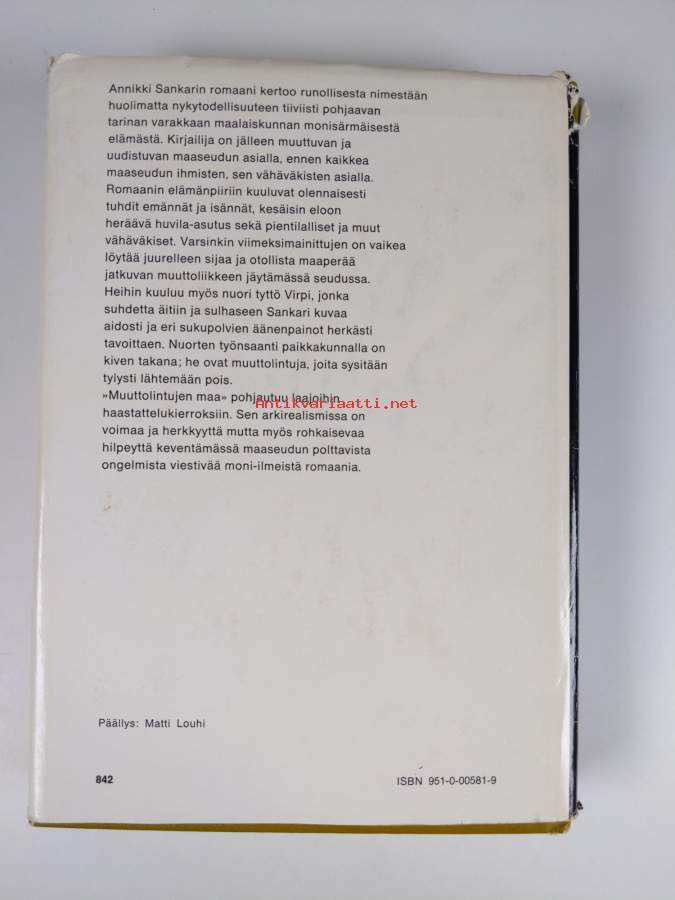 Annikki Sankarin romaani kertoo runollisesta nimestään
huolimatta nykytodellisuuteen tiiviisti pohjaavan
tarinan varakkaan maalaiskunnan monisärmäisestä
elämästä. Kirjailija on jälleen muuttuvan ja
uudistuvan maaseudun asialla, ennen kaikkea
maaseudun ihmisten, sen vähäväkisten asialla.
Romaanin elämänpiiriin kuuluvat olennaisesti
tuhdit emännät ja isännät, kesäisin eloon
heräävä huvila-asutus sekä pientilalliset ja muut
vähäväkiset. Varsinkin viimeksimainittujen on vaikea
löytää juurelleen sijaa ja otollista maaperää
jatkuvan muuttoliikkeen jäytämässä seudussa.
Heihin kuuluu myös nuori tyttö Virpi, jonka
suhdetta äitiin ja sulhaseen Sankari kuvaa
aidosti ja eri sukupolvien äänenpainot herkästi
tavoittaen. Nuorten työnsaanti paikkakunnalla on
kiven takana; he ovat muuttolintuja, joita sysitään
tylysti lähtemään pois.
»Muuttolintujen maa» pohjautuu laajoihin
Antikvariaatti.net
haastattelukierroksiin. Sen arkirealismissa on
voimaa ja herkkyyttä mutta myös rohkaisevaa
hilpeyttä keventämässä maaseudun polttavista
ongelmista viestivää moni-ilmeistä romaania.
Päällys: Matti Louhi
842
ISBN 951-0-00581-9